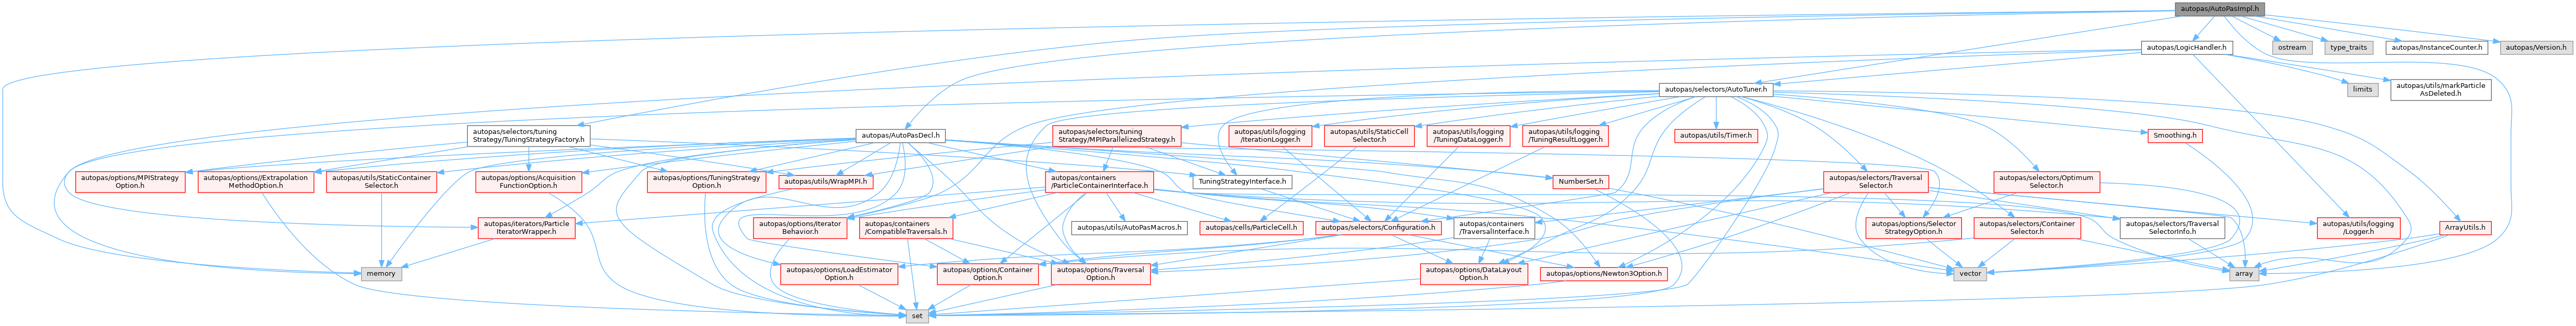 autopas/AutoPasImpl.h
autopas/LogicHandler.h
ostream
type_traits
autopas/InstanceCounter.h
autopas/Version.h
autopas/selectors/AutoTuner.h
limits
autopas/utils/markParticle
AsDeleted.h
autopas/selectors/tuning
Strategy/TuningStrategyFactory.h
autopas/AutoPasDecl.h
autopas/selectors/tuning
Strategy/MPIParallelizedStrategy.h
autopas/utils/logging
/IterationLogger.h
autopas/utils/StaticCell
Selector.h
autopas/utils/logging
/TuningDataLogger.h
autopas/utils/logging
/TuningResultLogger.h
autopas/utils/Timer.h
Smoothing.h
autopas/options/MPIStrategy
Option.h
autopas/options//Extrapolation
MethodOption.h
autopas/utils/StaticContainer
Selector.h
autopas/options/Acquisition
FunctionOption.h
autopas/options/TuningStrategy
Option.h
autopas/utils/WrapMPI.h
autopas/containers
/ParticleContainerInterface.h
TuningStrategyInterface.h
NumberSet.h
autopas/selectors/Traversal
Selector.h
autopas/selectors/Optimum
Selector.h
autopas/iterators/Particle
IteratorWrapper.h
autopas/options/Iterator
Behavior.h
autopas/containers
/CompatibleTraversals.h
autopas/utils/AutoPasMacros.h
autopas/cells/ParticleCell.h
autopas/selectors/Configuration.h
autopas/containers
/TraversalInterface.h
autopas/options/Selector
StrategyOption.h
autopas/selectors/Container
Selector.h
autopas/selectors/Traversal
SelectorInfo.h
autopas/utils/logging
/Logger.h
ArrayUtils.h
memory
autopas/options/LoadEstimator
Option.h
autopas/options/Container
Option.h
autopas/options/Traversal
Option.h
autopas/options/DataLayout
Option.h
autopas/options/Newton3Option.h
vector
array
set